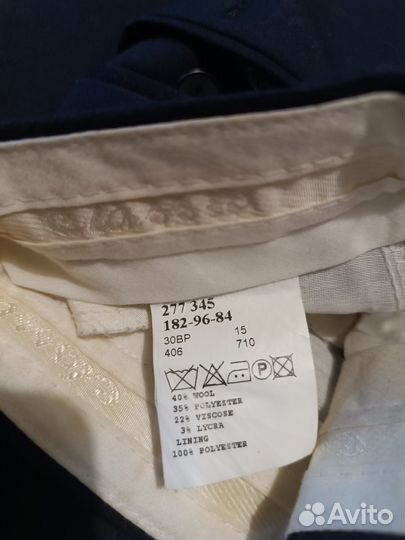 277 345
182-96-84
30BP 15
406 710
P
40% WOOL
35% POLYESTER
22% VISCOSE
3% LYCRA
LINING
100% POLYESTER
Avito